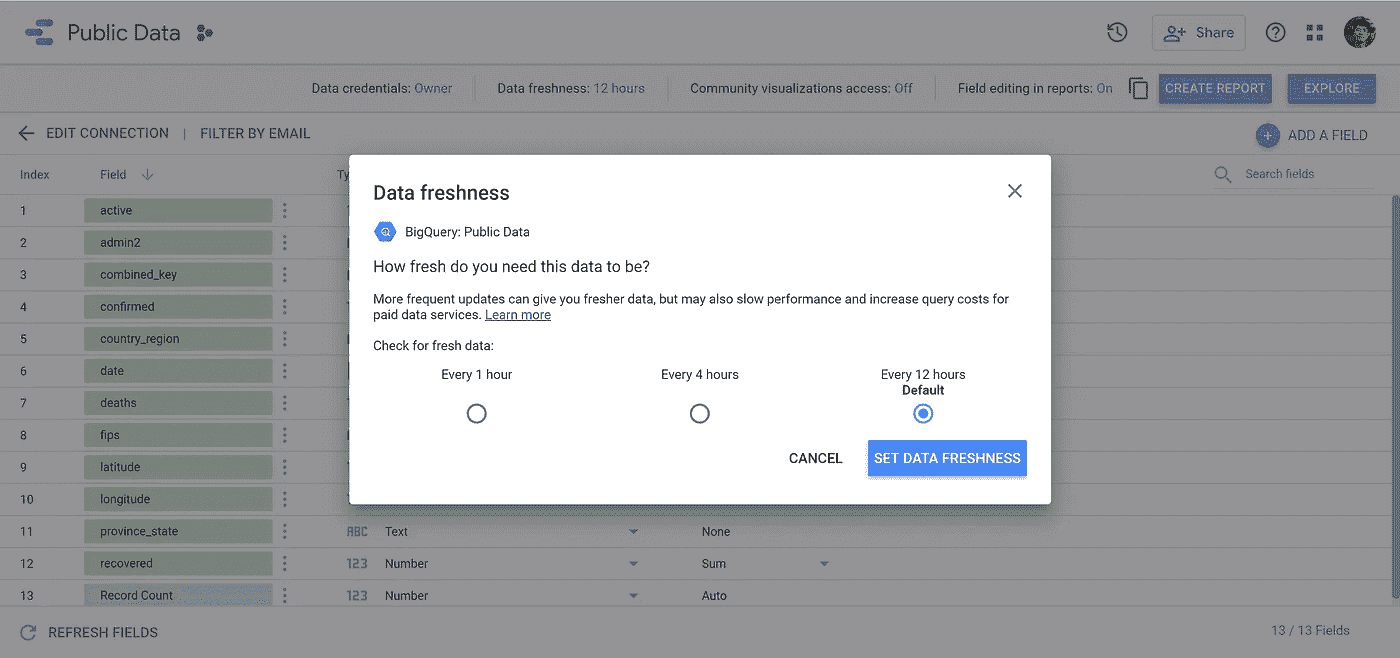 Public Data
Share
Data credentials: Owner
Data freshness: 12 hours
Community visualizations access: Off
Field editing in reports: On
CREATE REPORT
EXPLORE
EDIT CONNECTION | FILTER BY EMAIL
ADD A FIELD
Index
Field
Ty
Search fields
1 active
2 admin2
3 combined_key
4 confirmed
5 country_region
6 date
7 deaths
8 fips
9 latitude
10 longitude
11 province_state ABC Text None
12 recovered 123 Number Sum
13 Record Count 123 Number Auto
REFRESH FIELDS
13 / 13 Fields
Data freshness
BigQuery: Public Data
How fresh do you need this data to be?
More frequent updates can give you fresher data, but may also slow performance and increase query costs for
paid data services. Learn more
Check for fresh data:
Every 1 hour
Every 4 hours
Every 12 hours
Default
CANCEL
SET DATA FRESHNESS